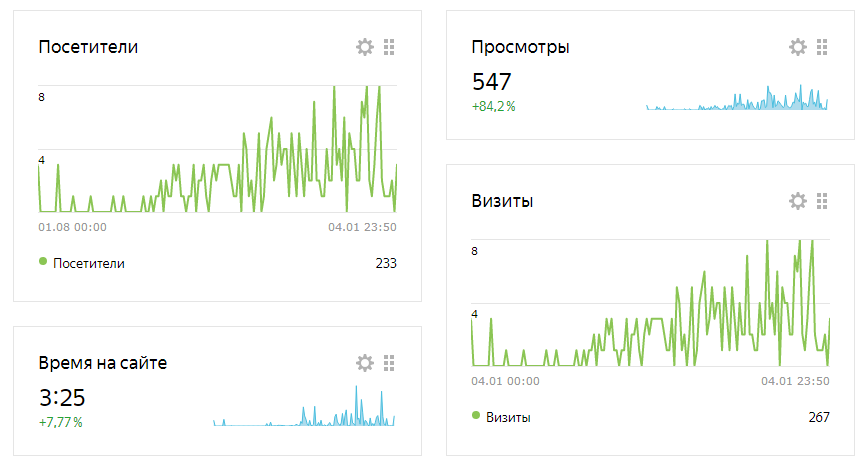 Посетители
8
4
01.08 00:00 04.01 23:50
Посетители 233
Время на сайте
3:25
+7,77 %
Просмотры
547
+84,2 %
Визиты
8
4
04.01 00:00 04.01 23:50
Визиты 267